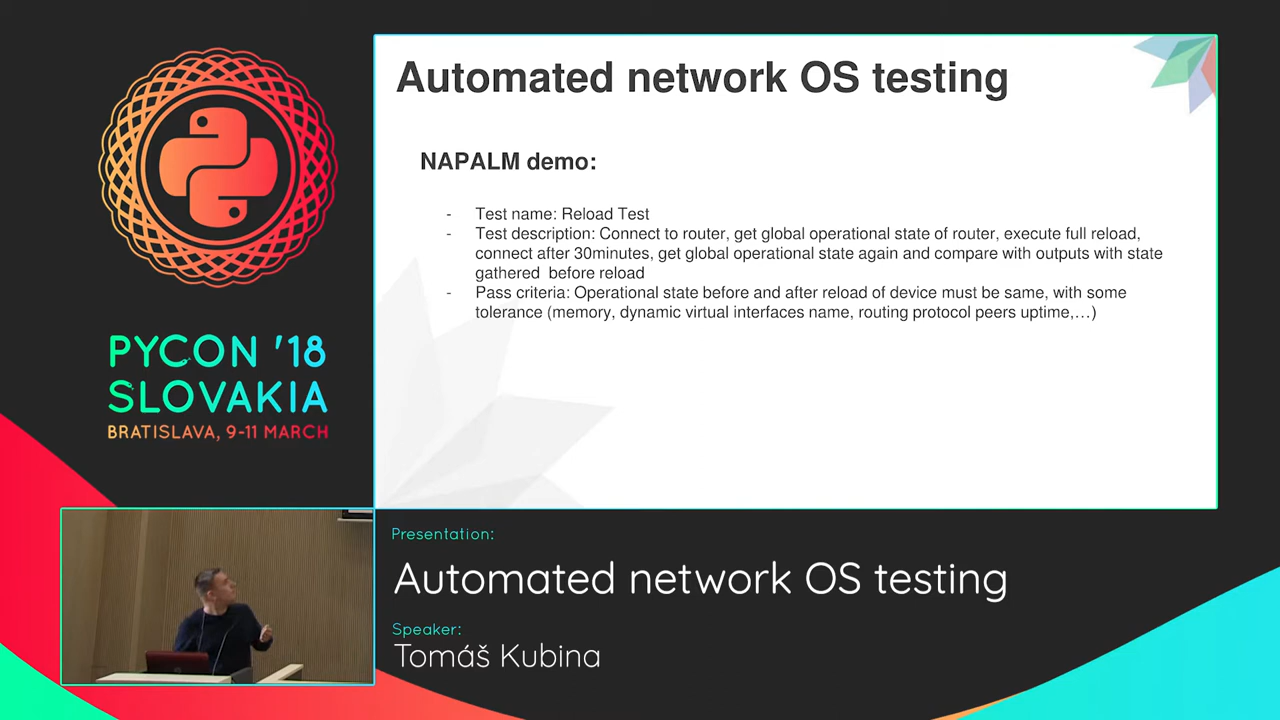 PYCON '18
SLOVAKIA
BRATISLAVA, 9-11 MARCH
Automated network OS testing
NAPALM demo:
- Test name: Reload Test
- Test description: Connect to router, get global operational state of router, execute full reload,
connect after 30minutes, get global operational state again and compare with outputs with state
gathered before reload
- Pass criteria: Operational state before and after reload of device must be same, with some
tolerance (memory, dynamic virtual interfaces name, routing protocol peers uptime,...)
Presentation:
Automated network OS testing
Speaker:
Tomáš Kubina